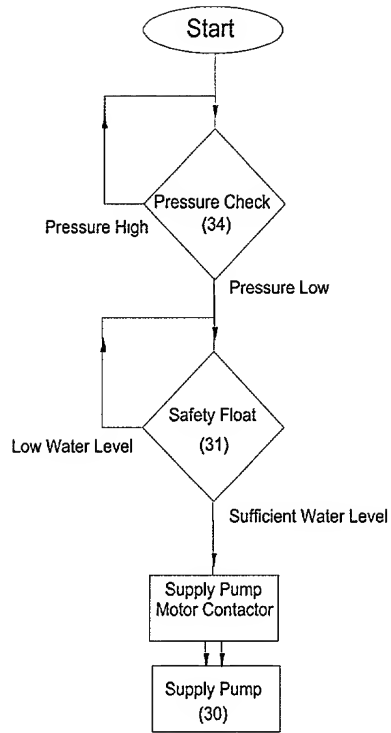 Start
Pressure Check
(34)
Pressure High
Pressure Low
Safety Float
(31)
Low Water Level
Sufficient Water Level
Supply Pump
Motor Contactor
Supply Pump
(30)